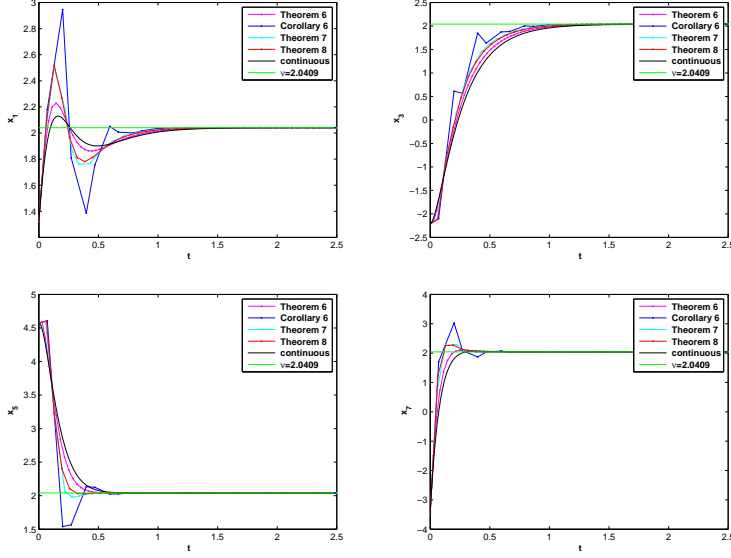 3
2.8
2.6
2.4
2.2
2
1.8
1.6
1.4
x1
0 0.5 1 1.5 2 2.5
t
Theorem 6
Corollary 6
Theorem 7
Theorem 8
continuous
ν=2.0409
2.5
2
1.5
1
0.5
0
−0.5
−1
−1.5
−2
−2.5
x3
0 0.5 1 1.5 2 2.5
t
Theorem 6
Corollary 6
Theorem 7
Theorem 8
continuous
ν=2.0409
5
4.5
4
3.5
3
2.5
2
1.5
x5
0 0.5 1 1.5 2 2.5
t
Theorem 6
Corollary 6
Theorem 7
Theorem 8
continuous
ν=2.0409
4
3
2
1
0
−1
−2
−3
−4
x7
0 0.5 1 1.5 2 2.5
t
Theorem 6
Corollary 6
Theorem 7
Theorem 8
continuous
ν=2.0409